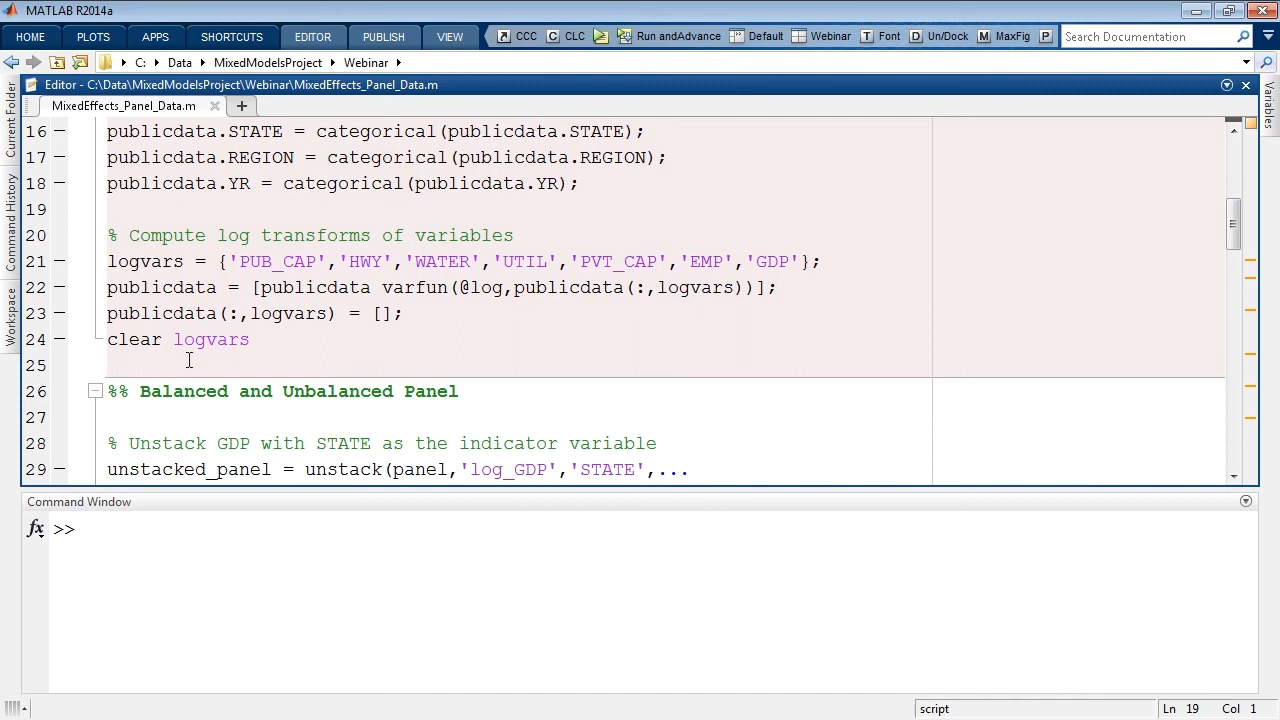 MATLAB R2014a
HOME PLOTS APPS SHORTCUTS EDITOR PUBLISH VIEW CCC C CLC Run andAdvance Default Webinar T Font D Un/Dock M MaxFig P Search Documentation
C: Data MixedModelsProject Webinar
Editor - C:\Data\MixedModelsProject\Webinar\MixedEffects_Panel_Data.m
MixedEffects_Panel_Data.m
Current Folder
Command History
Workspace
Variables
16 publicdata.STATE = categorical(publicdata.STATE);
17 publicdata.REGION = categorical(publicdata.REGION);
18 publicdata.YR = categorical(publicdata.YR);
19
20 % Compute log transforms of variables
21 logvars = {'PUB_CAP','HWY','WATER','UTIL','PVT_CAP','EMP','GDP'};
22 publicdata = [publicdata varfun(@log,publicdata(:,logvars))];
23 publicdata(:,logvars) = [];
24 clear logvars
25
26 %% Balanced and Unbalanced Panel
27
28 % Unstack GDP with STATE as the indicator variable
29 unstacked_panel = unstack(panel,'log_GDP','STATE',...
Command Window
fx >>
script Ln 19 Col 1